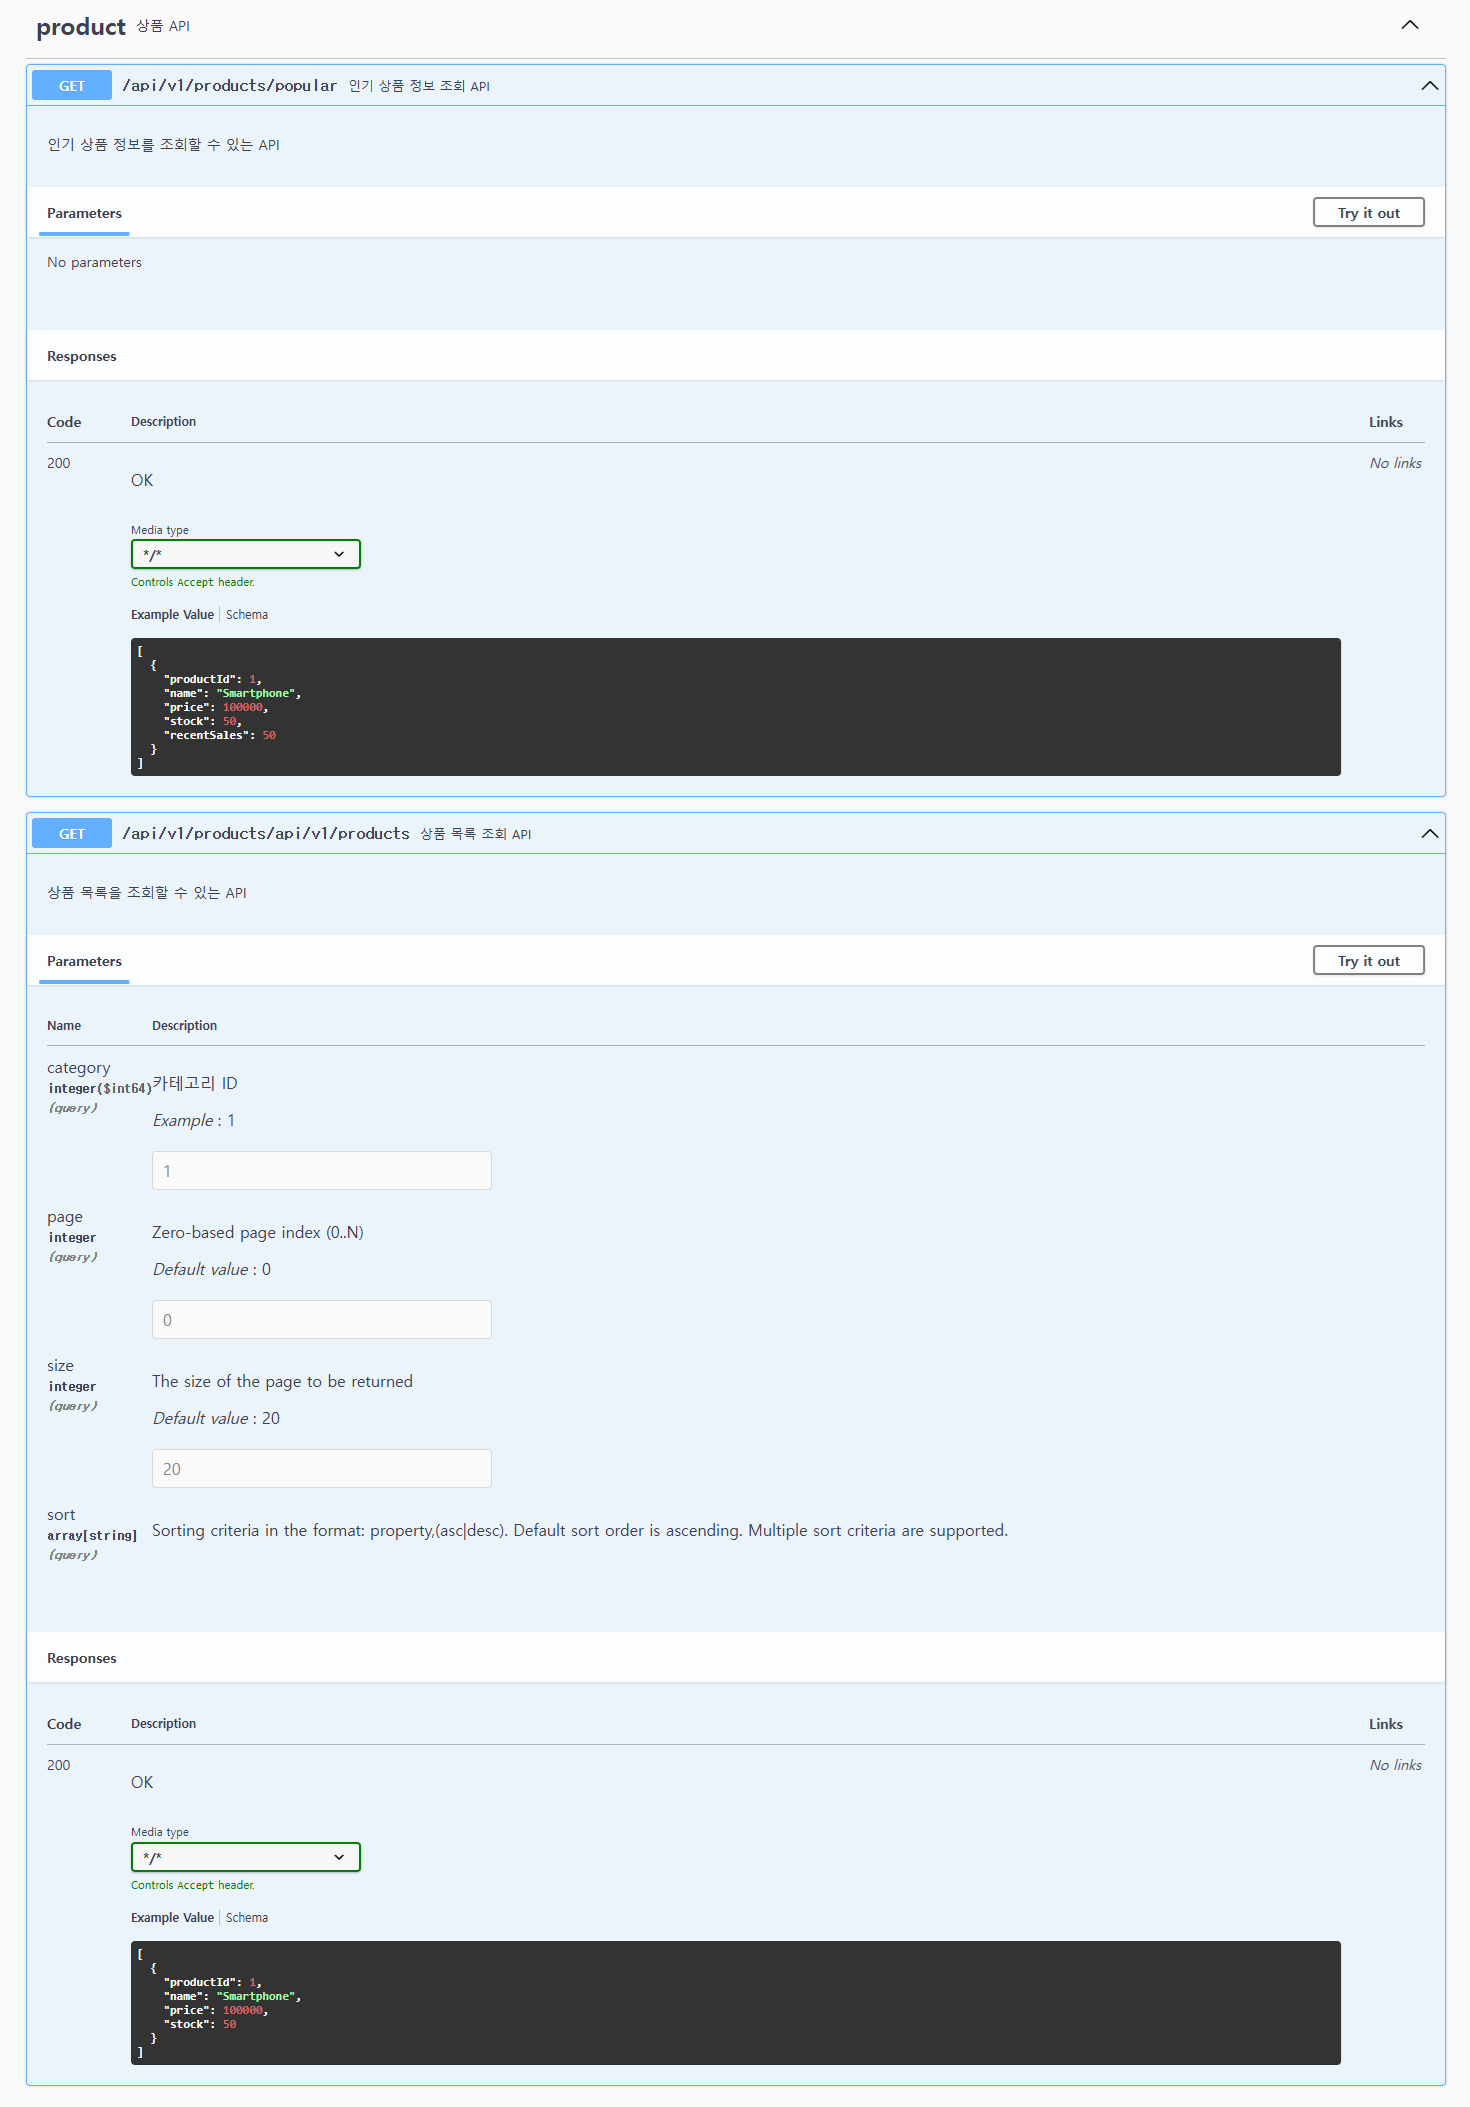 product 상품 API
GET /api/v1/products/popular 인기 상품 정보 조회 API
인기 상품 정보를 조회할 수 있는 API
Parameters Try it out
No parameters
Responses
Code Description Links
200 No links
OK
Media type
*/*
Controls Accept header.
Example Value Schema
[
  {
    "productId": 1,
    "name": "Smartphone",
    "price": 100000,
    "stock": 50,
    "recentSales": 50
  }
]
GET /api/v1/products/api/v1/products 상품 목록 조회 API
상품 목록을 조회할 수 있는 API
Parameters Try it out
Name Description
category
integer($int64) 카테고리 ID
(query)
Example : 1
1
page
integer Zero-based page index (0..N)
(query)
Default value : 0
0
size
integer The size of the page to be returned
(query)
Default value : 20
20
sort
array[string] Sorting criteria in the format: property,(asc|desc). Default sort order is ascending. Multiple sort criteria are supported.
(query)
Responses
Code Description Links
200 No links
OK
Media type
*/*
Controls Accept header.
Example Value Schema
[
  {
    "productId": 1,
    "name": "Smartphone",
    "price": 100000,
    "stock": 50
  }
]